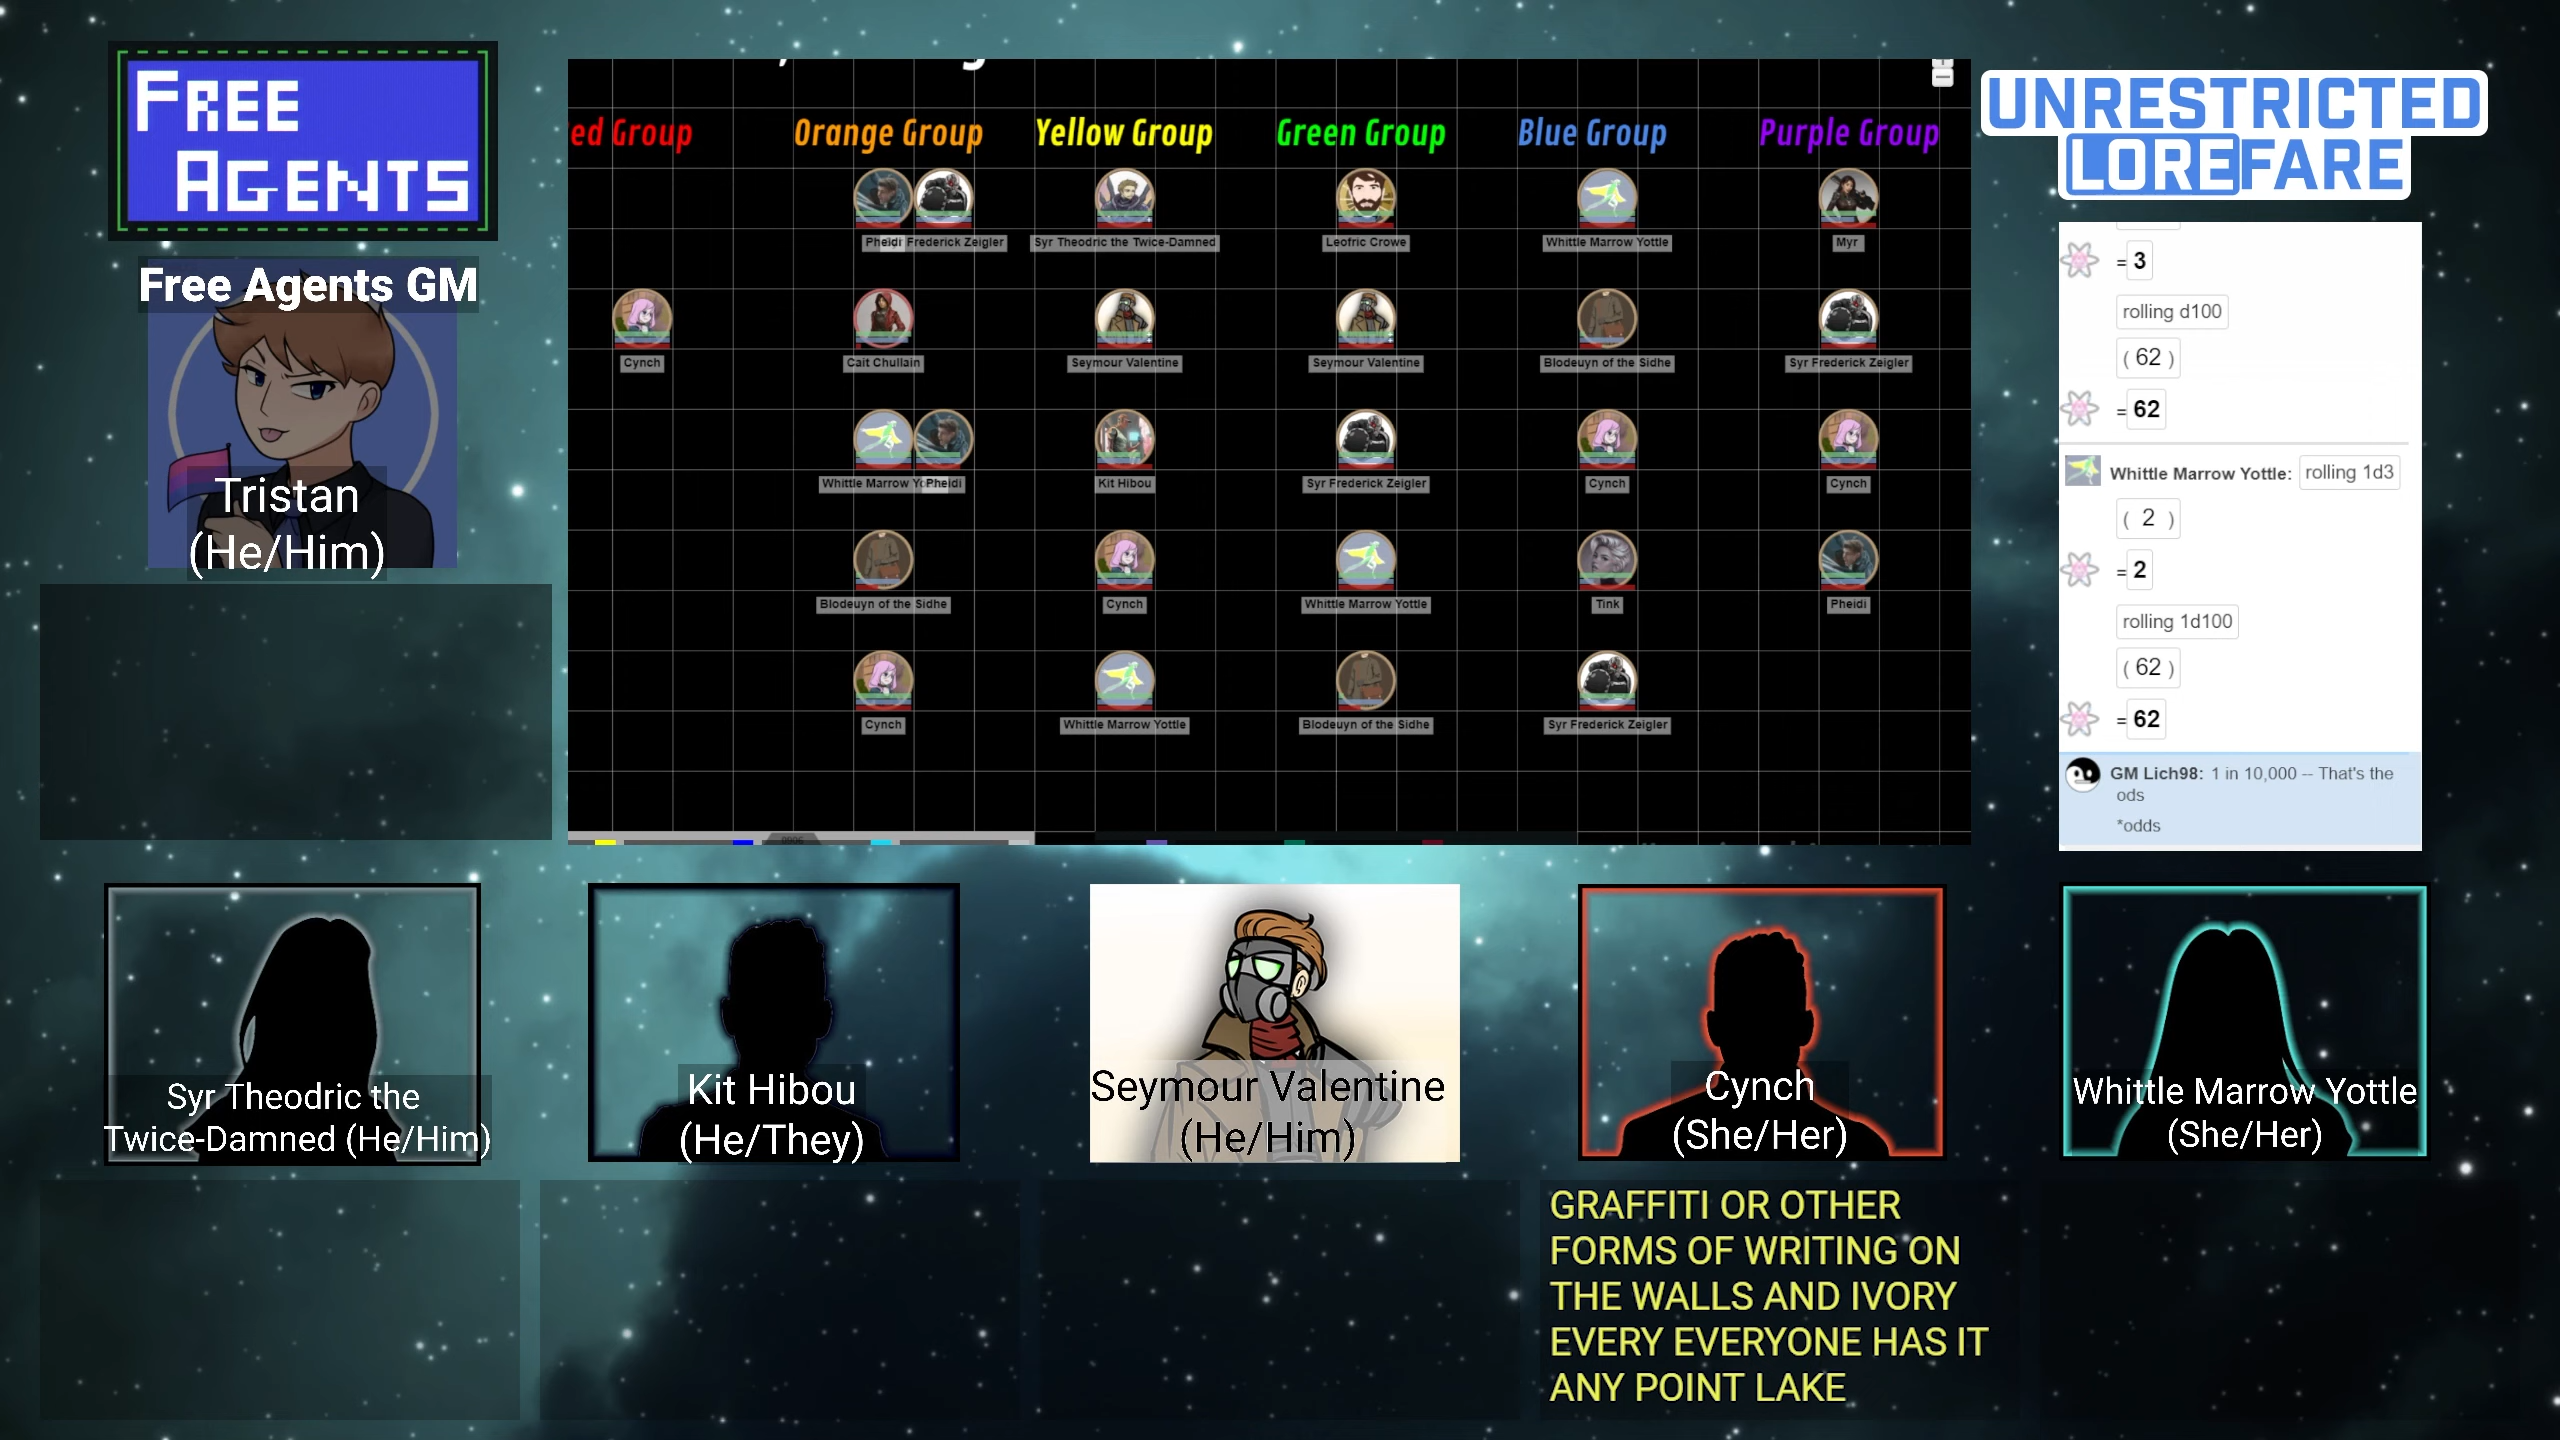 FREE
AGENTS
Free Agents GM
Tristan
(He/Him)
ed Group
Orange Group
Yellow Group
Green Group
Blue Group
Purple Group
Pheidi
Frederick Zeigler
Syr Theodric the Twice-Damned
Leofric Crowe
Whittle Marrow Yottle
Myr
Cynch
Cait Chullain
Seymour Valentine
Seymour Valentine
Blodeuyn of the Sidhe
Syr Frederick Zeigler
Whittle Marrow Yo
Pheidi
Kit Hibou
Syr Frederick Zeigler
Cynch
Cynch
Blodeuyn of the Sidhe
Cynch
Whittle Marrow Yottle
Tink
Pheidi
Cynch
Whittle Marrow Yottle
Blodeuyn of the Sidhe
Syr Frederick Zeigler
UNRESTRICTED
LOREFARE
= 3
rolling d100
( 62 )
= 62
Whittle Marrow Yottle: rolling 1d3
( 2 )
= 2
rolling 1d100
( 62 )
= 62
GM Lich98: 1 in 10,000 -- That's the
ods
*odds
Syr Theodric the
Twice-Damned (He/Him)
Kit Hibou
(He/They)
Seymour Valentine
(He/Him)
Cynch
(She/Her)
Whittle Marrow Yottle
(She/Her)
GRAFFITI OR OTHER
FORMS OF WRITING ON
THE WALLS AND IVORY
EVERY EVERYONE HAS IT
ANY POINT LAKE